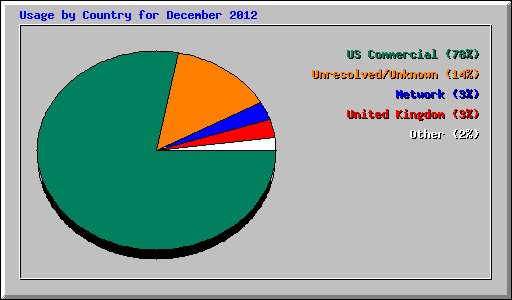 Usage by Country for December 2012
US Commercial (78%)
Unresolved/Unknown (14%)
Network (3%)
United Kingdom (3%)
Other (2%)